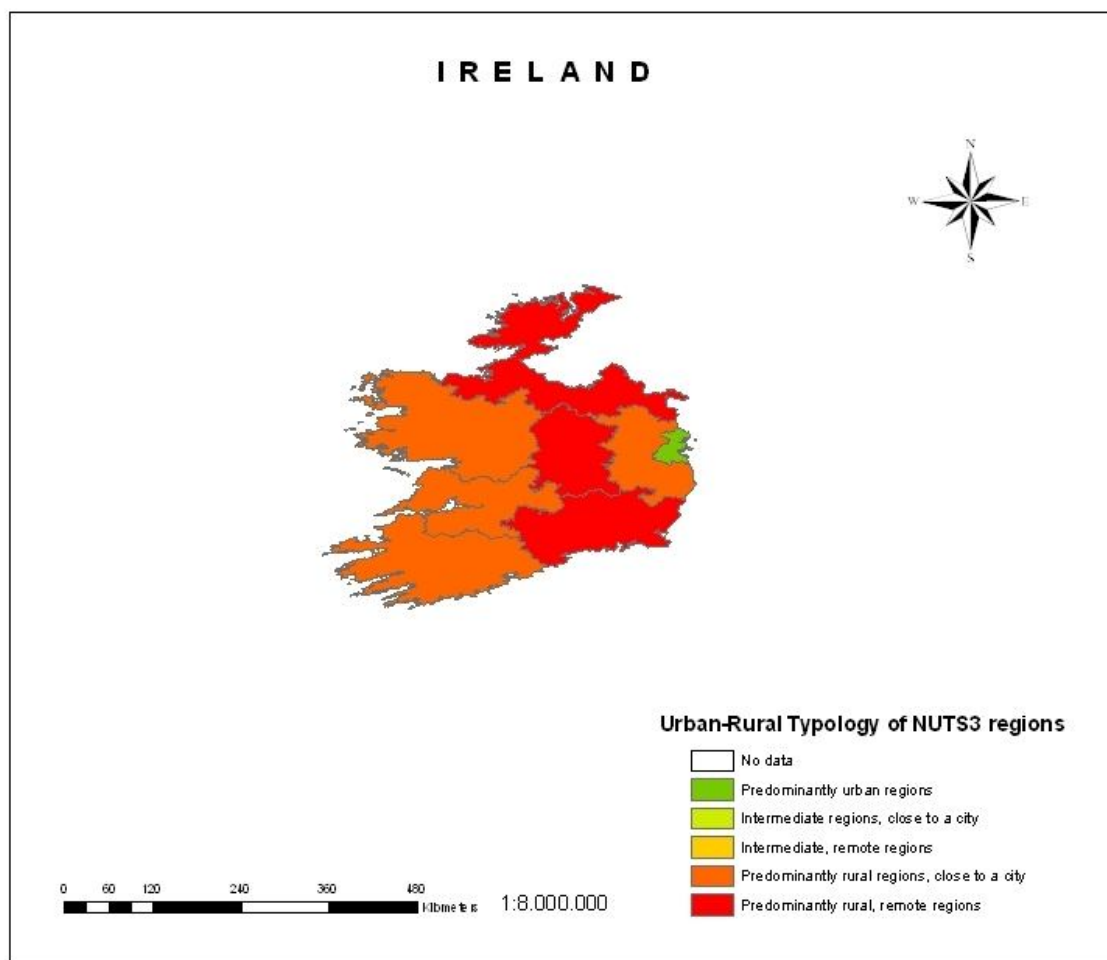 I R E L A N D
N
W E
S
Urban-Rural Typology of NUTS3 regions
No data
Predominantly urban regions
Intermediate regions, close to a city
Intermediate, remote regions
Predominantly rural regions, close to a city
Predominantly rural, remote regions
0 60 120 240 360 480
Kilometers
1:8.000.000